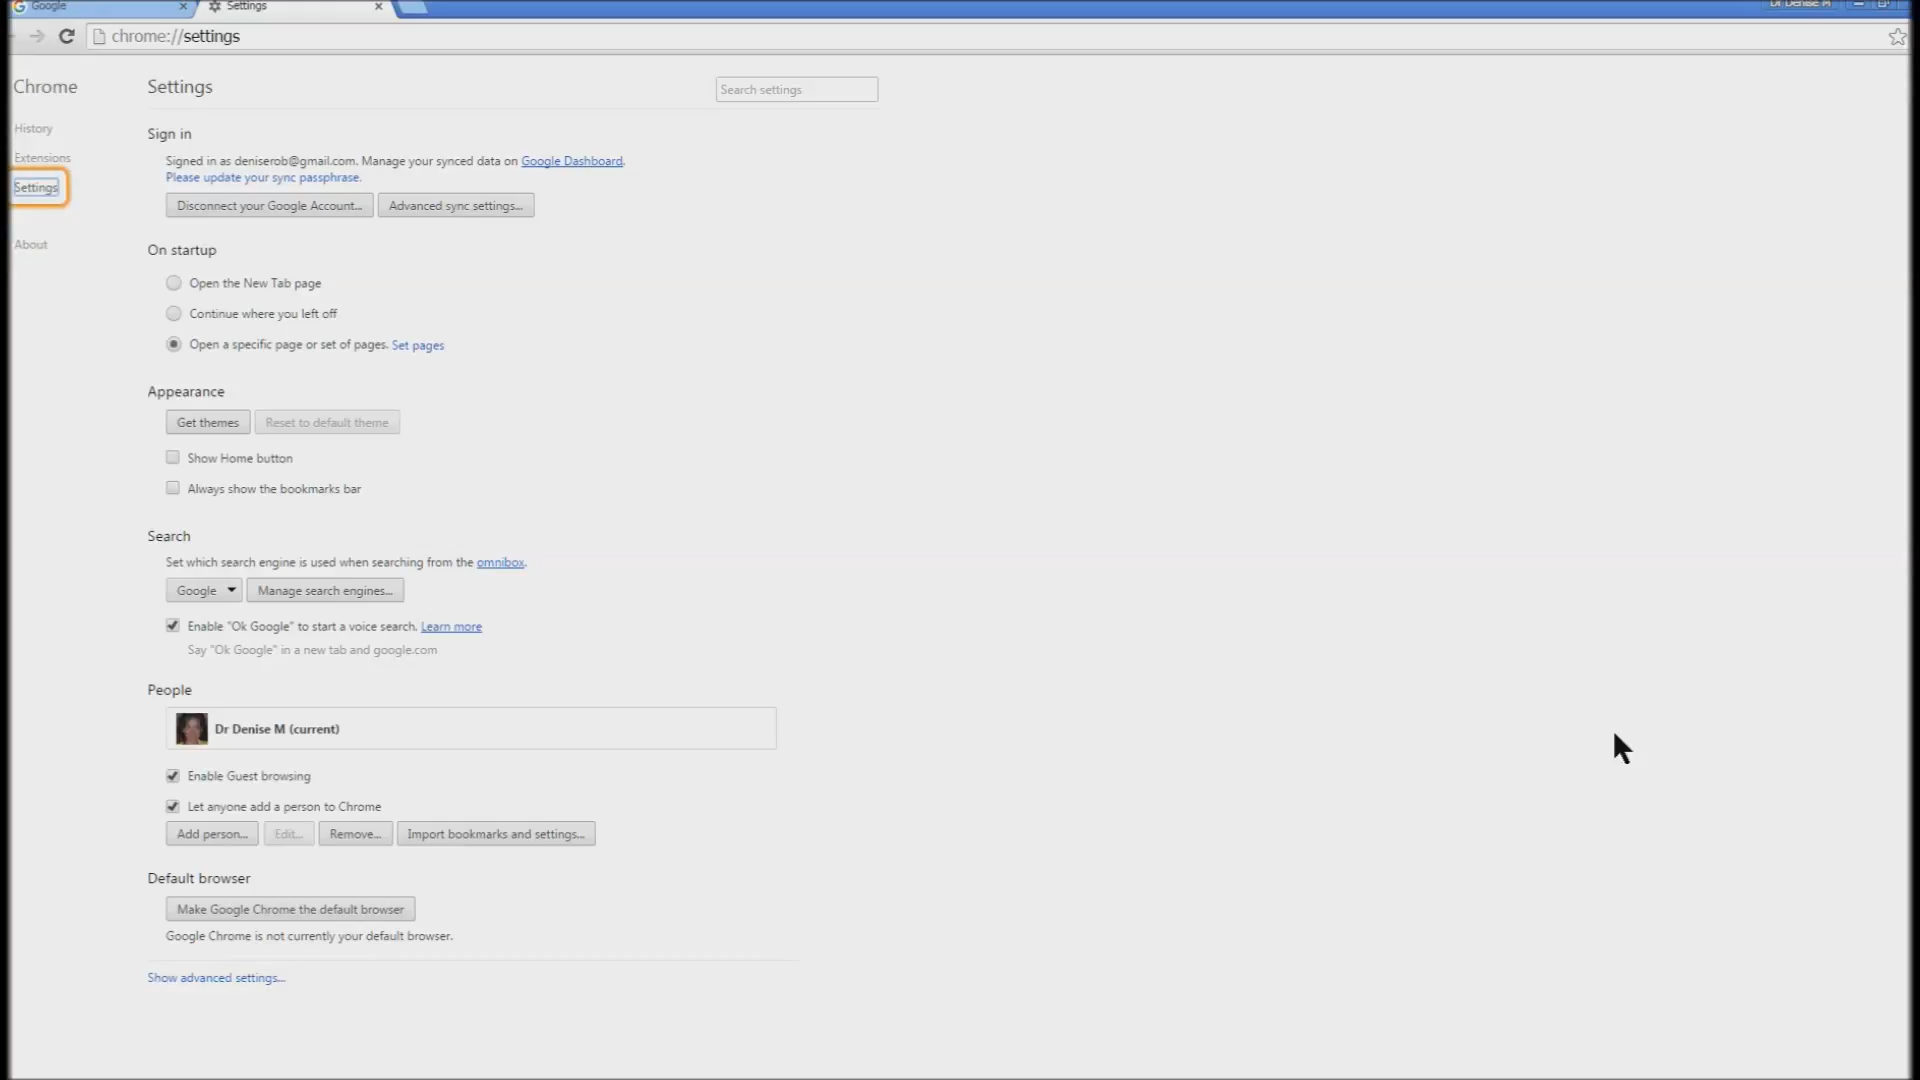 Google
Settings
Dr Denise M
chrome://settings
Chrome
Settings
Search settings
History
Sign in
Extensions
Signed in as deniserob@gmail.com. Manage your synced data on Google Dashboard.
Please update your sync passphrase.
Settings
Disconnect your Google Account...
Advanced sync settings...
About
On startup
Open the New Tab page
Continue where you left off
Open a specific page or set of pages. Set pages
Appearance
Get themes
Reset to default theme
Show Home button
Always show the bookmarks bar
Search
Set which search engine is used when searching from the omnibox.
Google
Manage search engines...
Enable "Ok Google" to start a voice search. Learn more
Say "Ok Google" in a new tab and google.com
People
Dr Denise M (current)
Enable Guest browsing
Let anyone add a person to Chrome
Add person...
Edit...
Remove...
Import bookmarks and settings...
Default browser
Make Google Chrome the default browser
Google Chrome is not currently your default browser.
Show advanced settings...